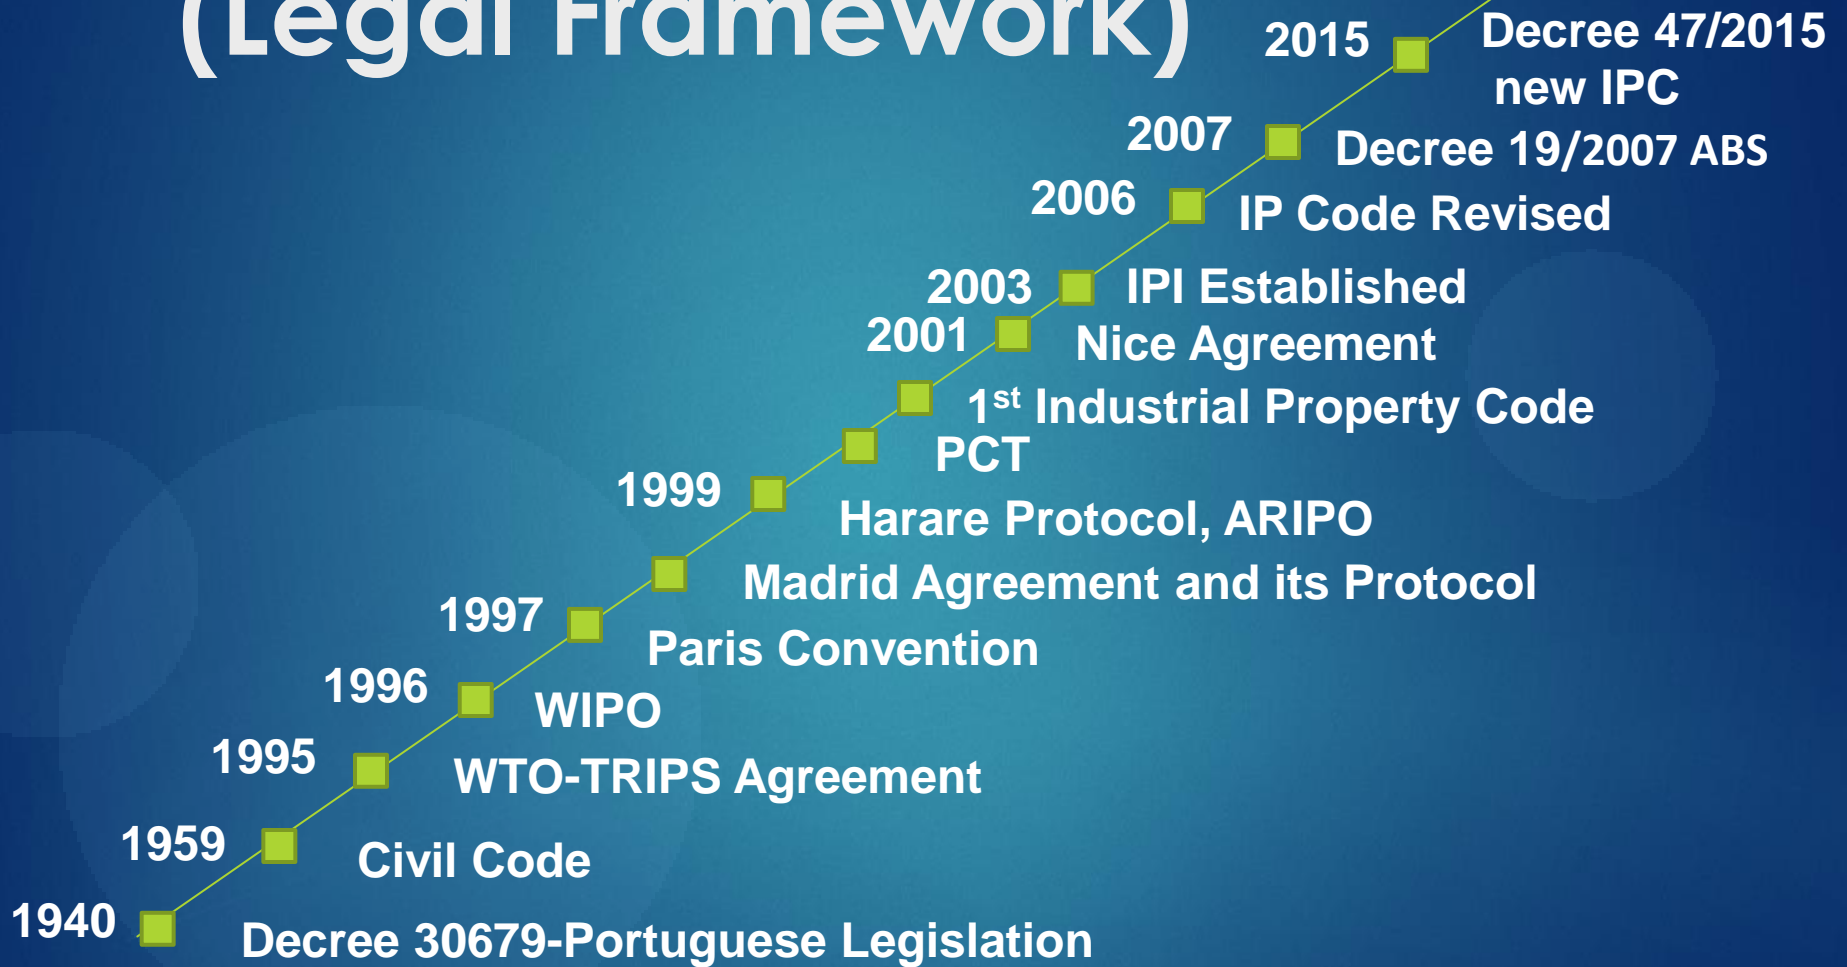 (Legal Framework)
2015 Decree 47/2015
new IPC
2007 Decree 19/2007 ABS
2006 IP Code Revised
2003 IPI Established
2001 Nice Agreement
1st Industrial Property Code
PCT
1999 Harare Protocol, ARIPO
Madrid Agreement and its Protocol
1997 Paris Convention
1996 WIPO
1995 WTO-TRIPS Agreement
1959 Civil Code
1940 Decree 30679-Portuguese Legislation